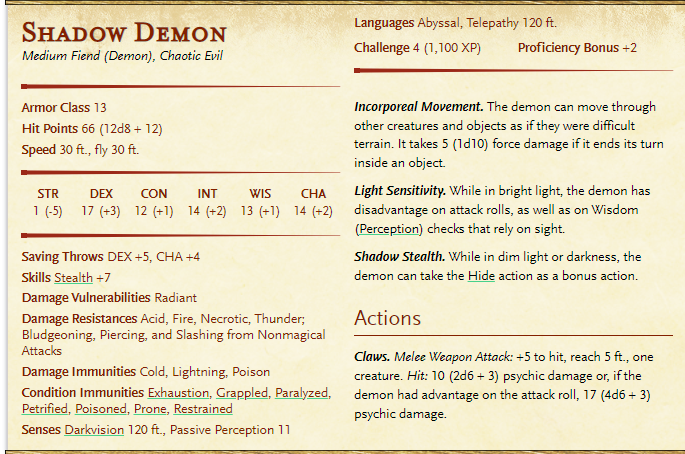 Shadow Demon
Medium Fiend (Demon), Chaotic Evil
Armor Class 13
Hit Points 66 (12d8 + 12)
Speed 30 ft., fly 30 ft.
STR DEX CON INT WIS CHA
1 (-5) 17 (+3) 12 (+1) 14 (+2) 13 (+1) 14 (+2)
Saving Throws DEX +5, CHA +4
Skills Stealth +7
Damage Vulnerabilities Radiant
Damage Resistances Acid, Fire, Necrotic, Thunder;
Bludgeoning, Piercing, and Slashing from Nonmagical
Attacks
Damage Immunities Cold, Lightning, Poison
Condition Immunities Exhaustion, Grappled, Paralyzed,
Petrified, Poisoned, Prone, Restrained
Senses Darkvision 120 ft., Passive Perception 11
Languages Abyssal, Telepathy 120 ft.
Challenge 4 (1,100 XP) Proficiency Bonus +2
Incorporeal Movement. The demon can move through
other creatures and objects as if they were difficult
terrain. It takes 5 (1d10) force damage if it ends its turn
inside an object.
Light Sensitivity. While in bright light, the demon has
disadvantage on attack rolls, as well as on Wisdom
(Perception) checks that rely on sight.
Shadow Stealth. While in dim light or darkness, the
demon can take the Hide action as a bonus action.
Actions
Claws. Melee Weapon Attack: +5 to hit, reach 5 ft., one
creature. Hit: 10 (2d6 + 3) psychic damage or, if the
demon had advantage on the attack roll, 17 (4d6 + 3)
psychic damage.